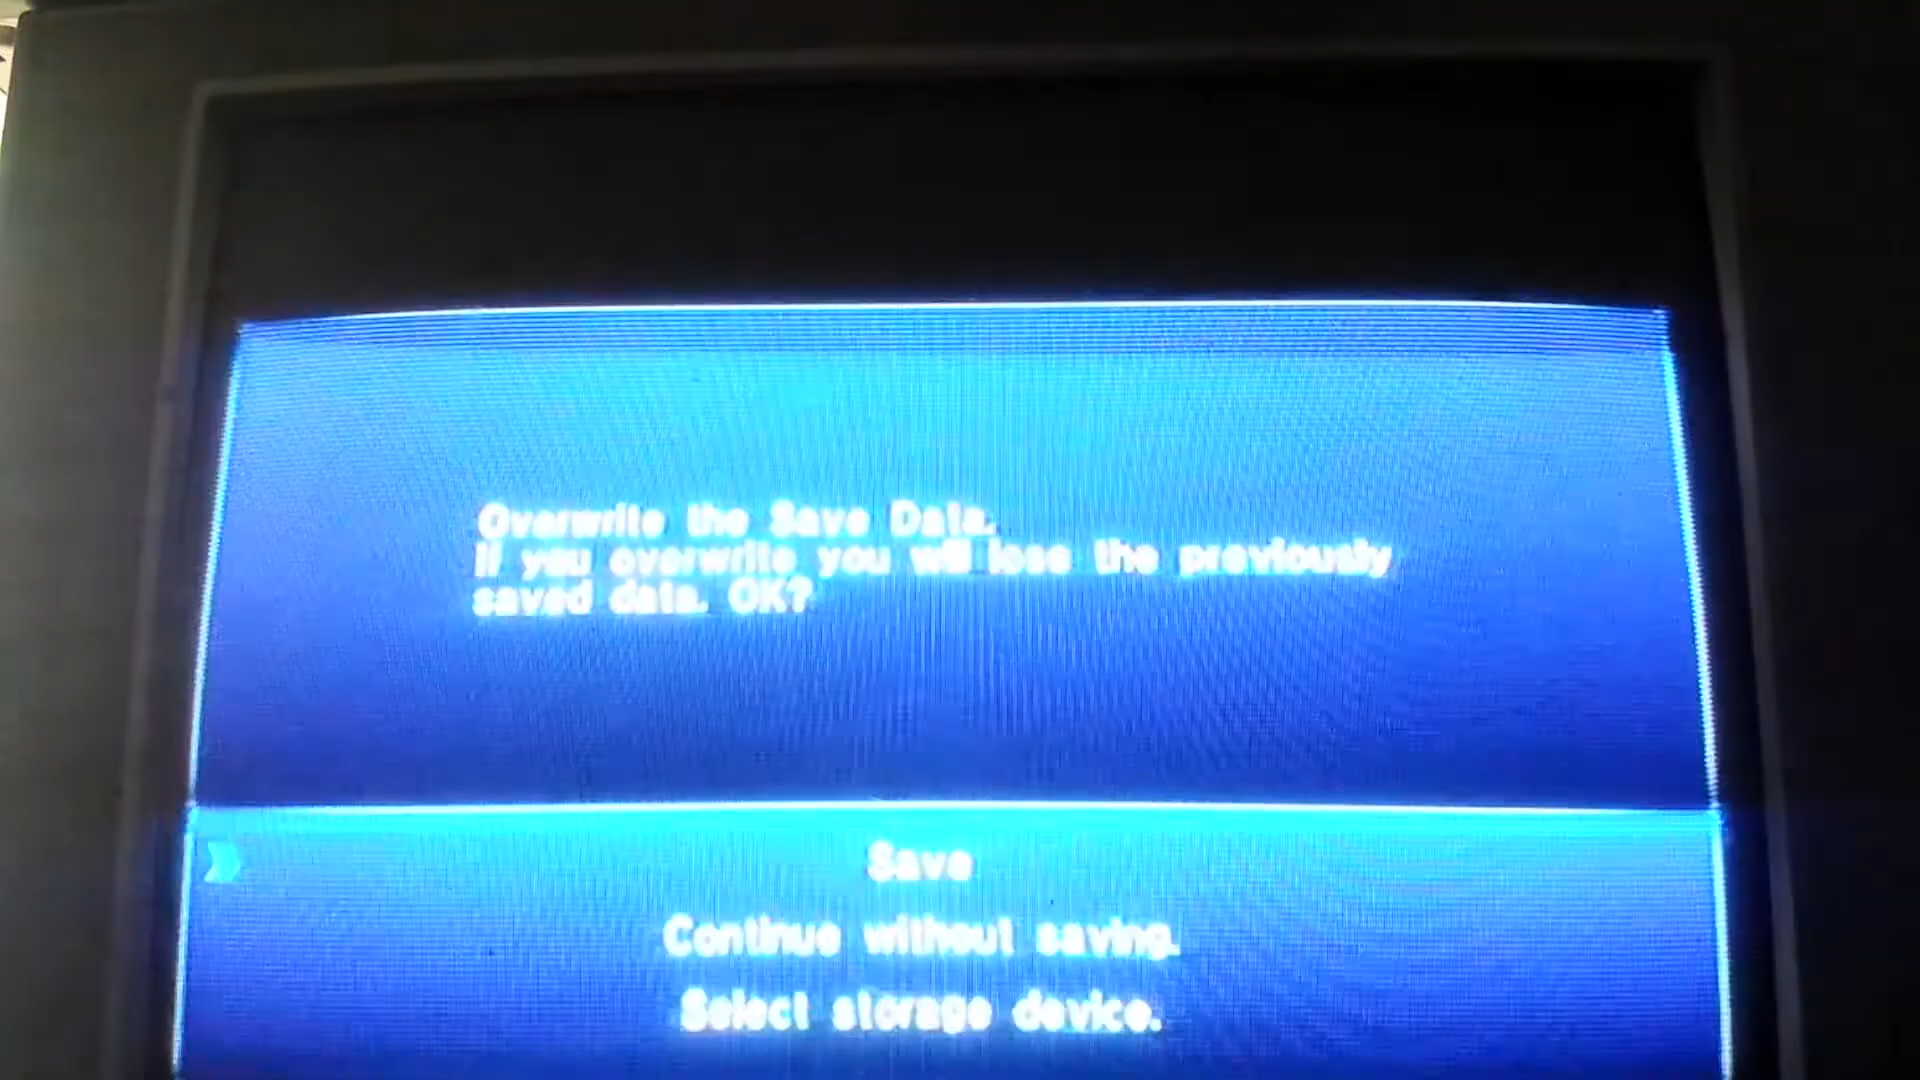 Overwrite the Save Data.
If you overwrite you will lose the previously
saved data. OK?
Save
Continue without saving.
Select storage device.